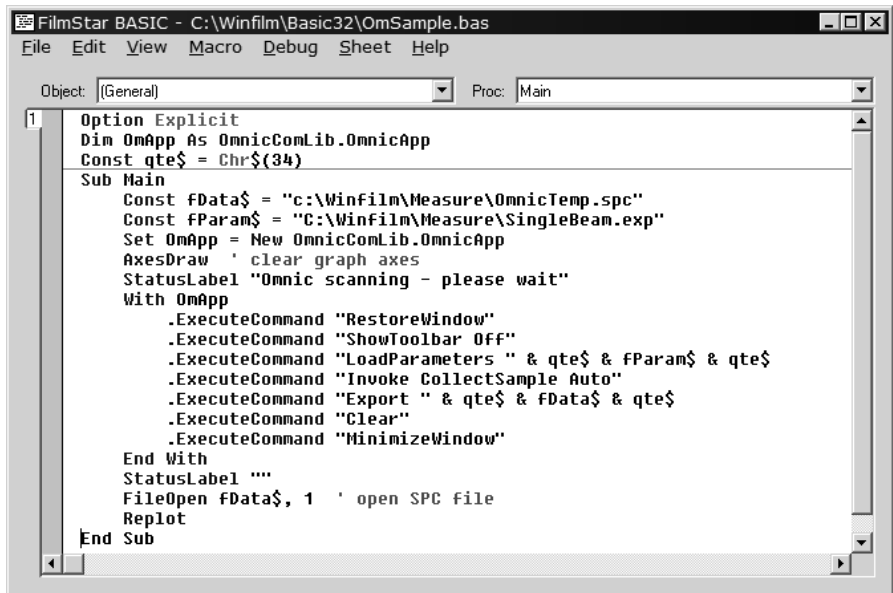 FilmStar BASIC - C:\Winfilm\Basic32\OmSample.bas
File Edit View Macro Debug Sheet Help
Object: (General) Proc: Main
1
Option Explicit
Dim OmApp As OmnicComLib.OmnicApp
Const qte$ = Chr$(34)
Sub Main
Const fData$ = "c:\Winfilm\Measure\OmnicTemp.spc"
Const fParam$ = "C:\Winfilm\Measure\SingleBeam.exp"
Set OmApp = New OmnicComLib.OmnicApp
AxesDraw ' clear graph axes
StatusLabel "Omnic scanning - please wait"
With OmApp
.ExecuteCommand "RestoreWindow"
.ExecuteCommand "ShowToolbar Off"
.ExecuteCommand "LoadParameters " & qte$ & fParam$ & qte$
.ExecuteCommand "Invoke CollectSample Auto"
.ExecuteCommand "Export " & qte$ & fData$ & qte$
.ExecuteCommand "Clear"
.ExecuteCommand "MinimizeWindow"
End With
StatusLabel ""
FileOpen fData$, 1 ' open SPC file
Replot
End Sub